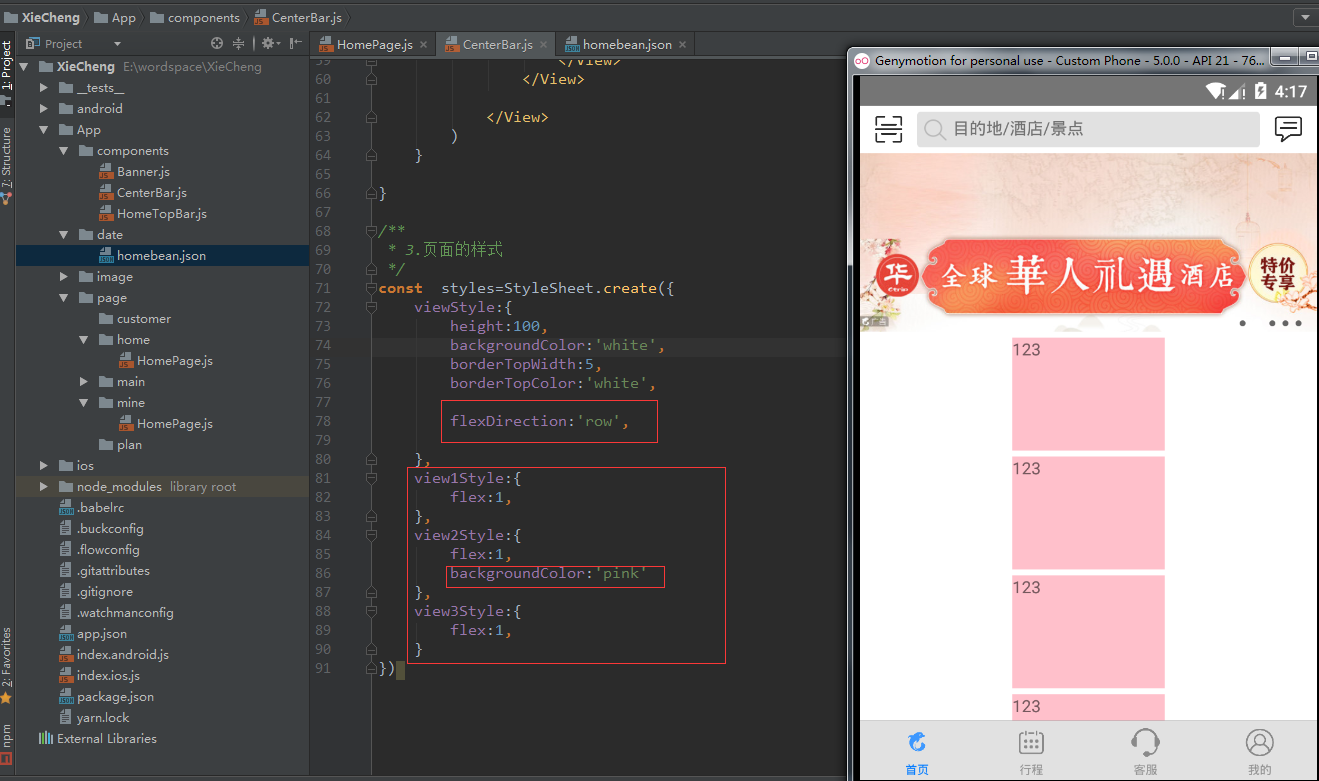 XieCheng App components CenterBar.js
Project
HomePage.js CenterBar.js homebean.json
1: Project
7: Structure
2: Favorites
npm
XieCheng E:\wordspace\XieCheng
__tests__
android
App
components
Banner.js
CenterBar.js
HomeTopBar.js
date
homebean.json
image
page
customer
home
HomePage.js
main
mine
HomePage.js
plan
ios
node_modules library root
.babelrc
.buckconfig
.flowconfig
.gitattributes
.gitignore
.watchmanconfig
app.json
index.android.js
index.ios.js
package.json
yarn.lock
External Libraries
59 </View>
60 </View>
61
62 </View>
63 )
64 }
65
66 }
67
68 /**
69 * 3.页面的样式
70 */
71 const styles=StyleSheet.create({
72 viewStyle:{
73 height:100,
74 backgroundColor:'white',
75 borderTopWidth:5,
76 borderTopColor:'white',
77
78 flexDirection:'row',
79
80 },
81 view1Style:{
82 flex:1,
83 },
84 view2Style:{
85 flex:1,
86 backgroundColor:'pink'
87 },
88 view3Style:{
89 flex:1,
90 }
91 })
Genymotion for personal use - Custom Phone - 5.0.0 - API 21 - 76...
4:17
目的地/酒店/景点
华 全球華人礼遇酒店 特价
专享
广告
123
123
123
123
首页 行程 客服 我的